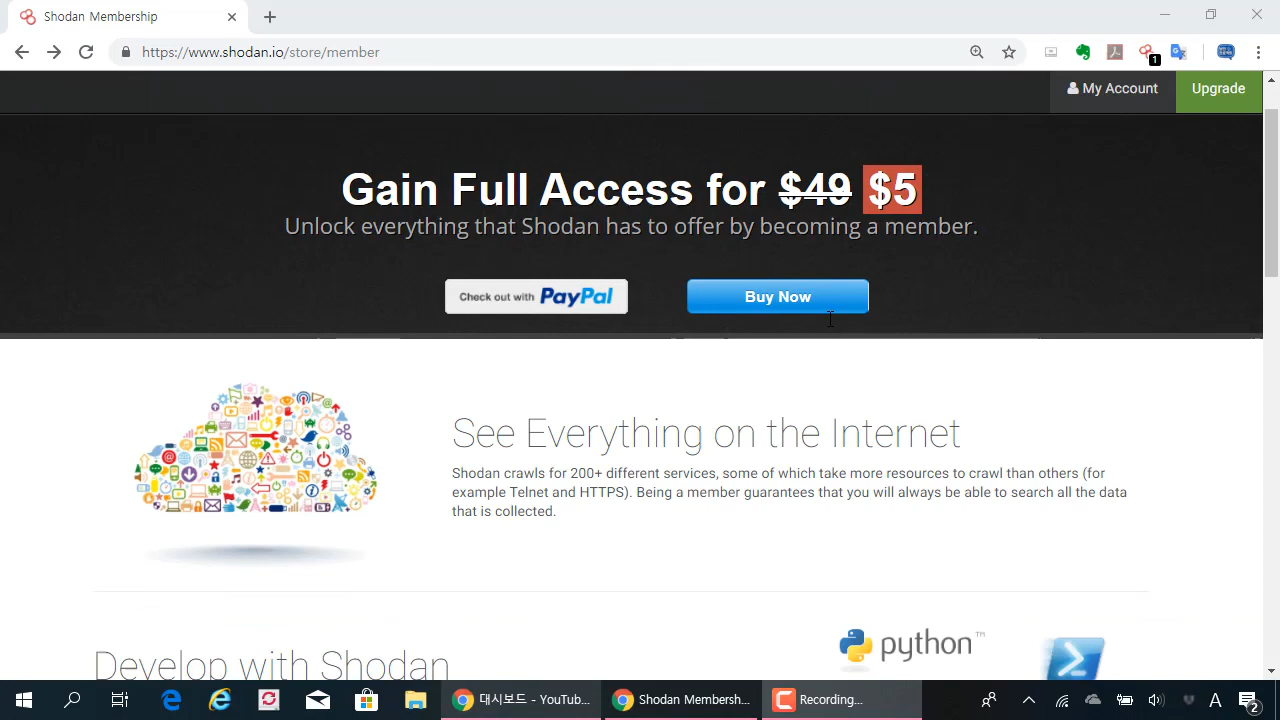 Shodan Membership
https://www.shodan.io/store/member
1
My Account
Upgrade
Gain Full Access for $49 $5
Unlock everything that Shodan has to offer by becoming a member.
Check out with PayPal
Buy Now
See Everything on the Internet
Shodan crawls for 200+ different services, some of which take more resources to crawl than others (for
example Telnet and HTTPS). Being a member guarantees that you will always be able to search all the data
that is collected.
python™
Develop with Shodan
대시보드 - YouTub...
Shodan Membersh...
Recording...
A
2